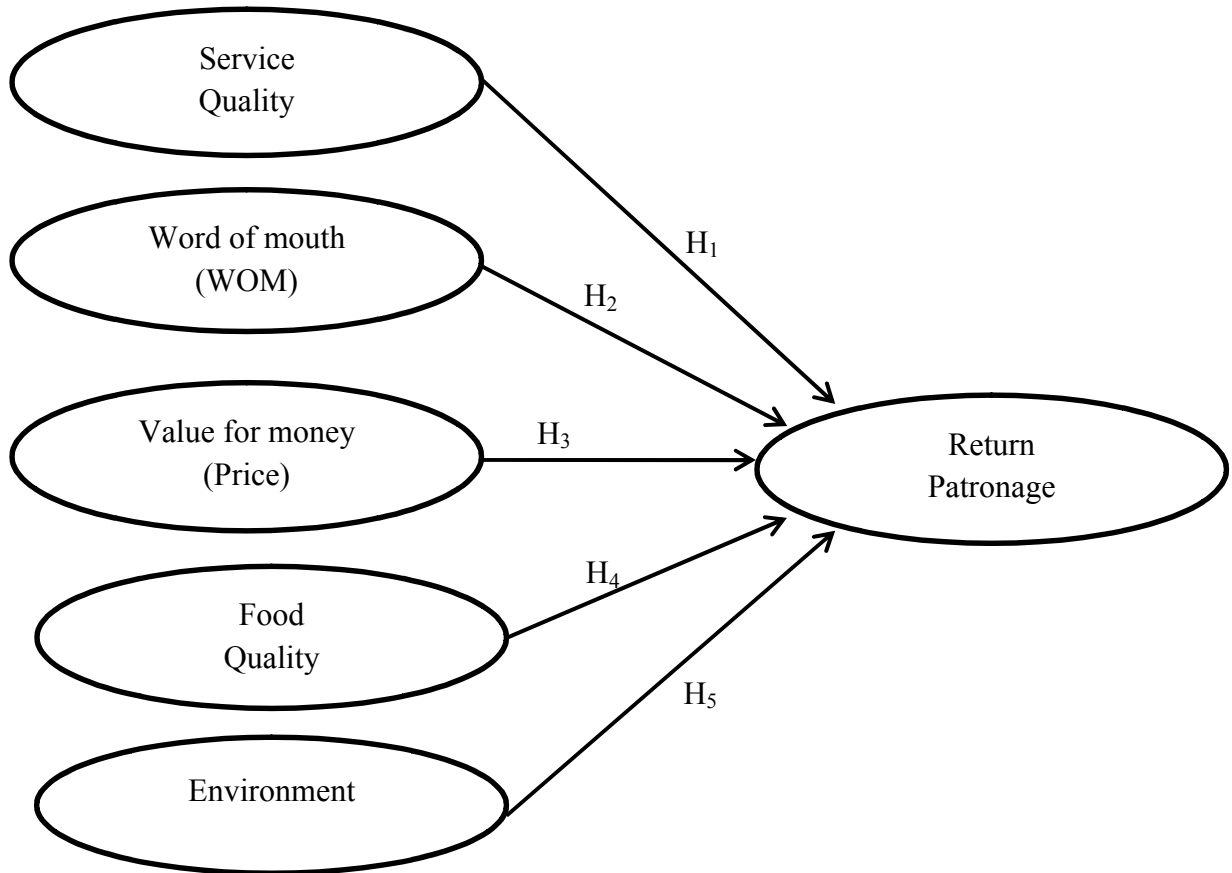 Service
Quality
H₁
Word of mouth
(WOM)
H₂
Value for money
(Price)
H₃
Return
Patronage
Food
Quality
H₄
Environment
H₅